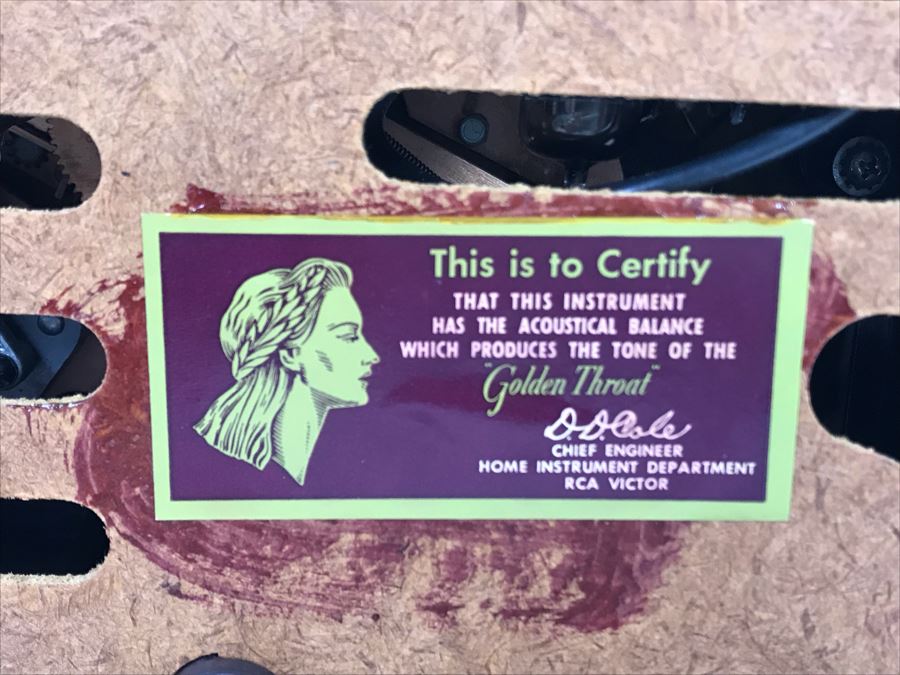 This is to Certify
THAT THIS INSTRUMENT
HAS THE ACOUSTICAL BALANCE
WHICH PRODUCES THE TONE OF THE
"Golden Throat"
D.D. Cole
CHIEF ENGINEER
HOME INSTRUMENT DEPARTMENT
RCA VICTOR